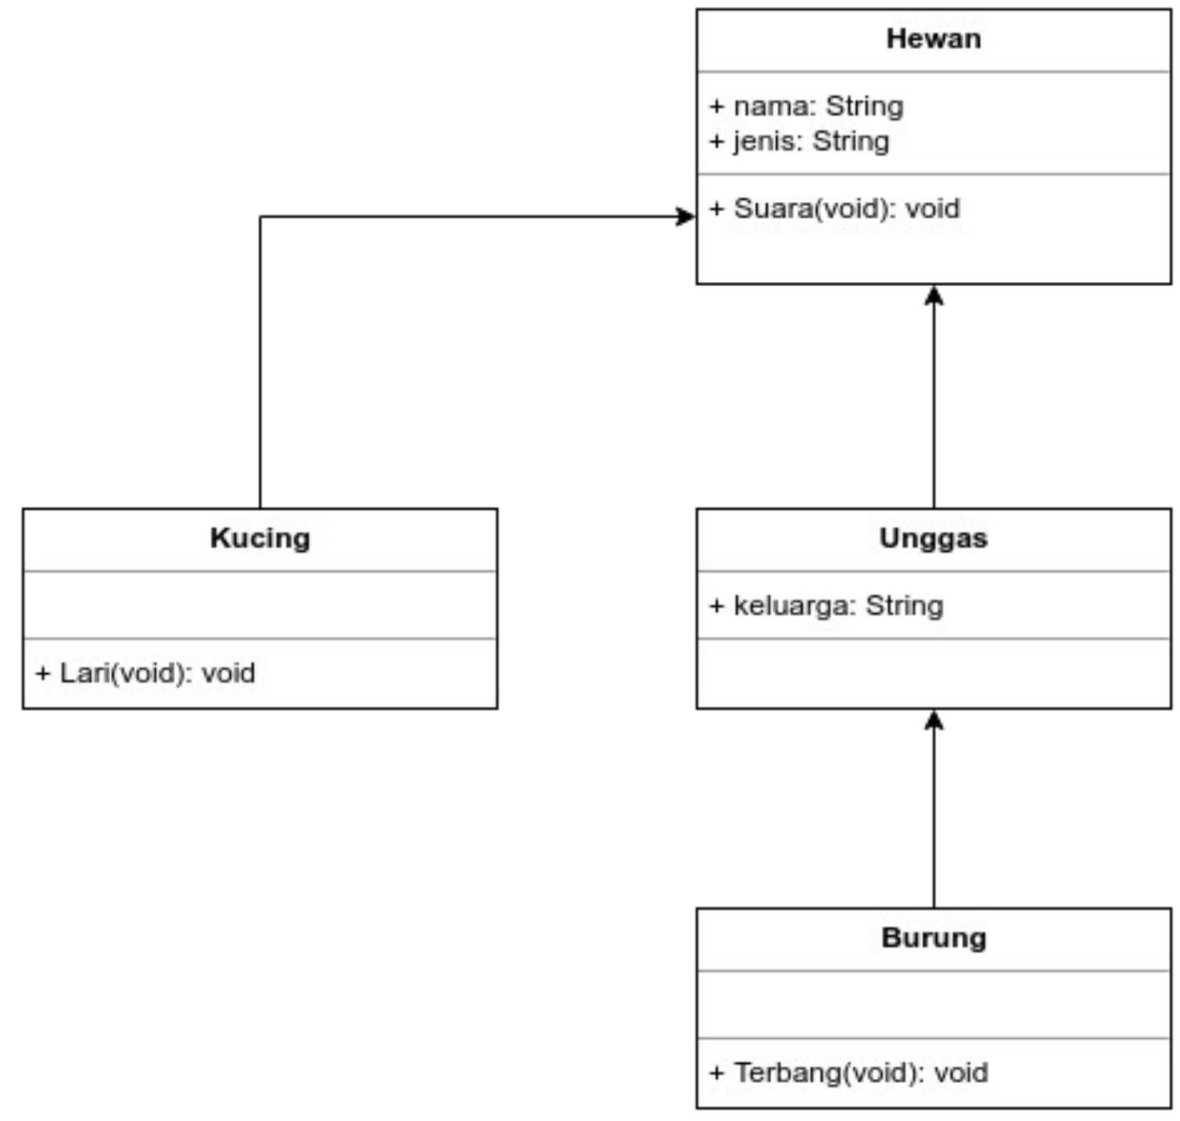 Hewan
+ nama: String
+ jenis: String
+ Suara(void): void
Kucing
+ Lari(void): void
Unggas
+ keluarga: String
Burung
+ Terbang(void): void